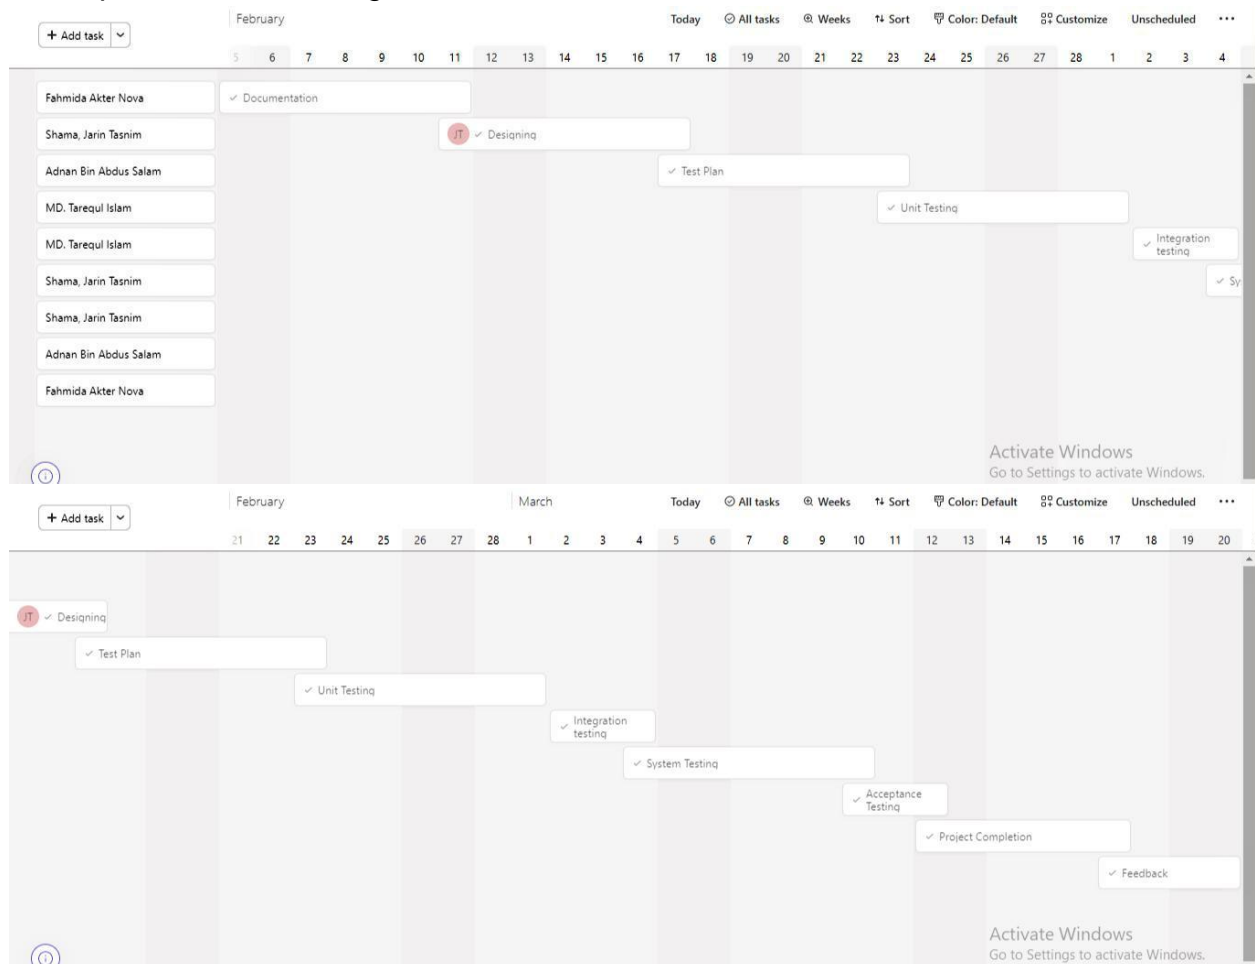 February
Today All tasks Weeks Sort Color: Default Customize Unscheduled ...
+ Add task
5 6 7 8 9 10 11 12 13 14 15 16 17 18 19 20 21 22 23 24 25 26 27 28 1 2 3 4
Fahmida Akter Nova
Documentation
Shama, Jarin Tasnim
JT Designing
Adnan Bin Abdus Salam
Test Plan
MD. Tarequl Islam
Unit Testing
MD. Tarequl Islam
Integration
testing
Shama, Jarin Tasnim
Sy
Shama, Jarin Tasnim
Adnan Bin Abdus Salam
Fahmida Akter Nova
Activate Windows
Go to Settings to activate Windows.
February March
Today All tasks Weeks Sort Color: Default Customize Unscheduled ...
+ Add task
21 22 23 24 25 26 27 28 1 2 3 4 5 6 7 8 9 10 11 12 13 14 15 16 17 18 19 20
JT Designing
Test Plan
Unit Testing
Integration
testing
System Testing
Acceptance
Testing
Project Completion
Feedback
Activate Windows
Go to Settings to activate Windows.